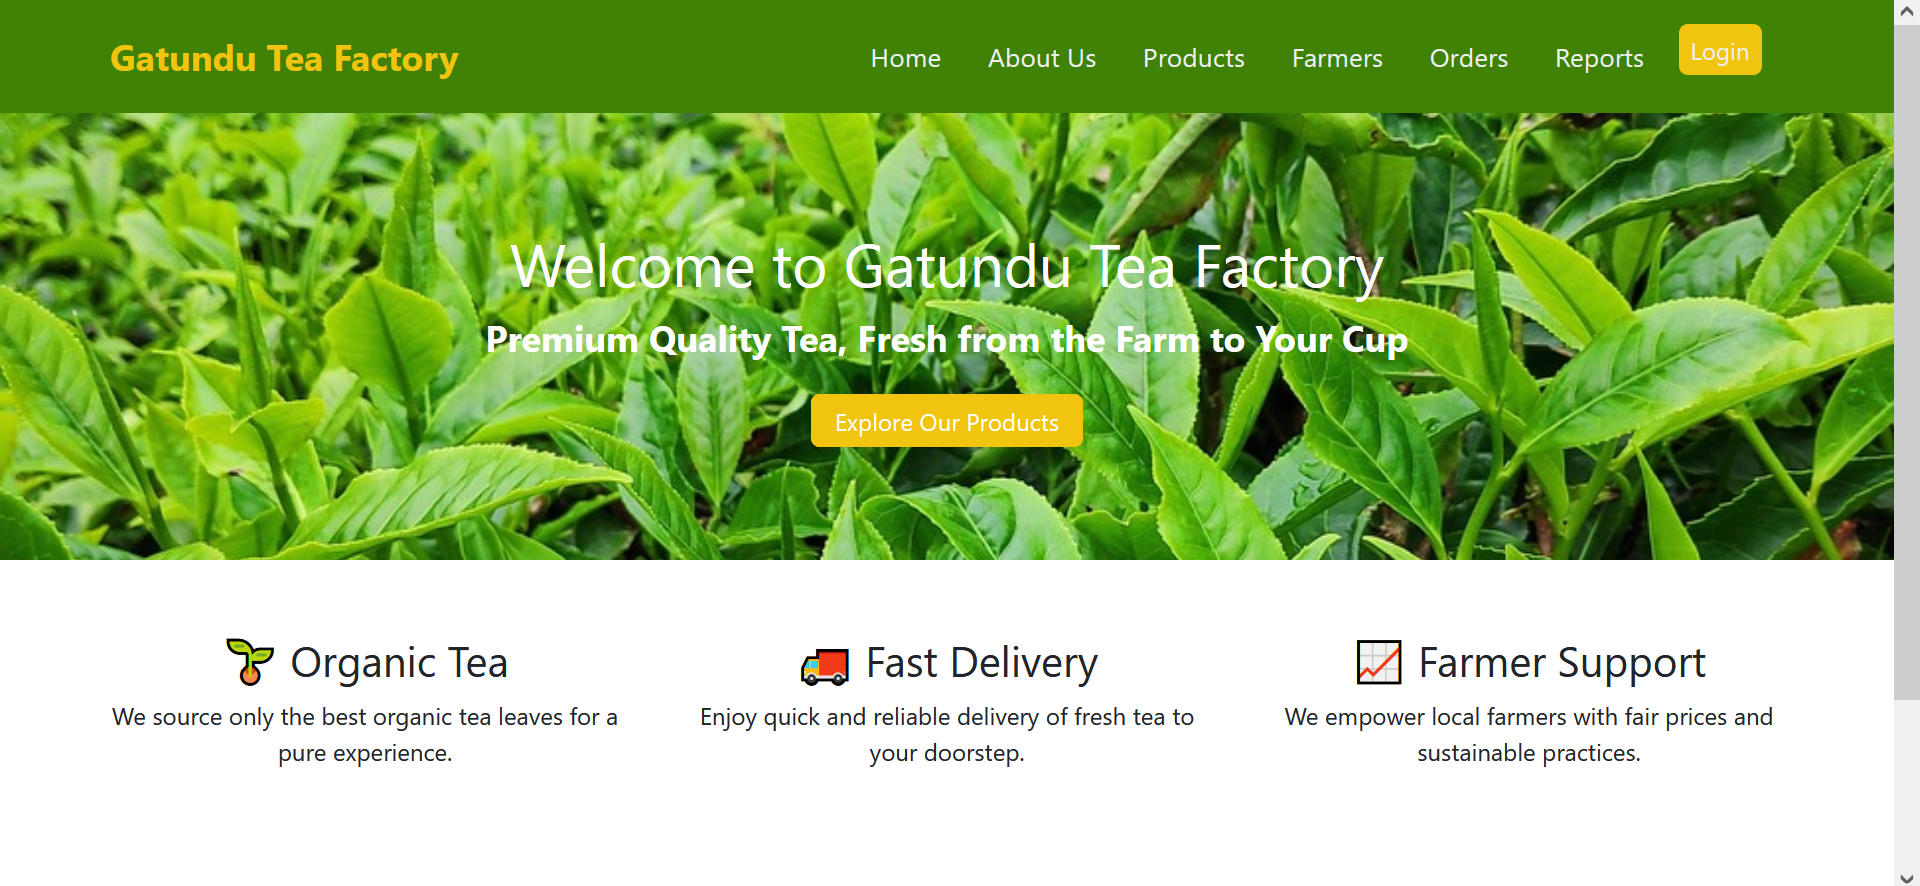 Gatundu Tea Factory
Home About Us Products Farmers Orders Reports Login
Welcome to Gatundu Tea Factory
Premium Quality Tea, Fresh from the Farm to Your Cup
Explore Our Products
Organic Tea
We source only the best organic tea leaves for a
pure experience.
Fast Delivery
Enjoy quick and reliable delivery of fresh tea to
your doorstep.
Farmer Support
We empower local farmers with fair prices and
sustainable practices.